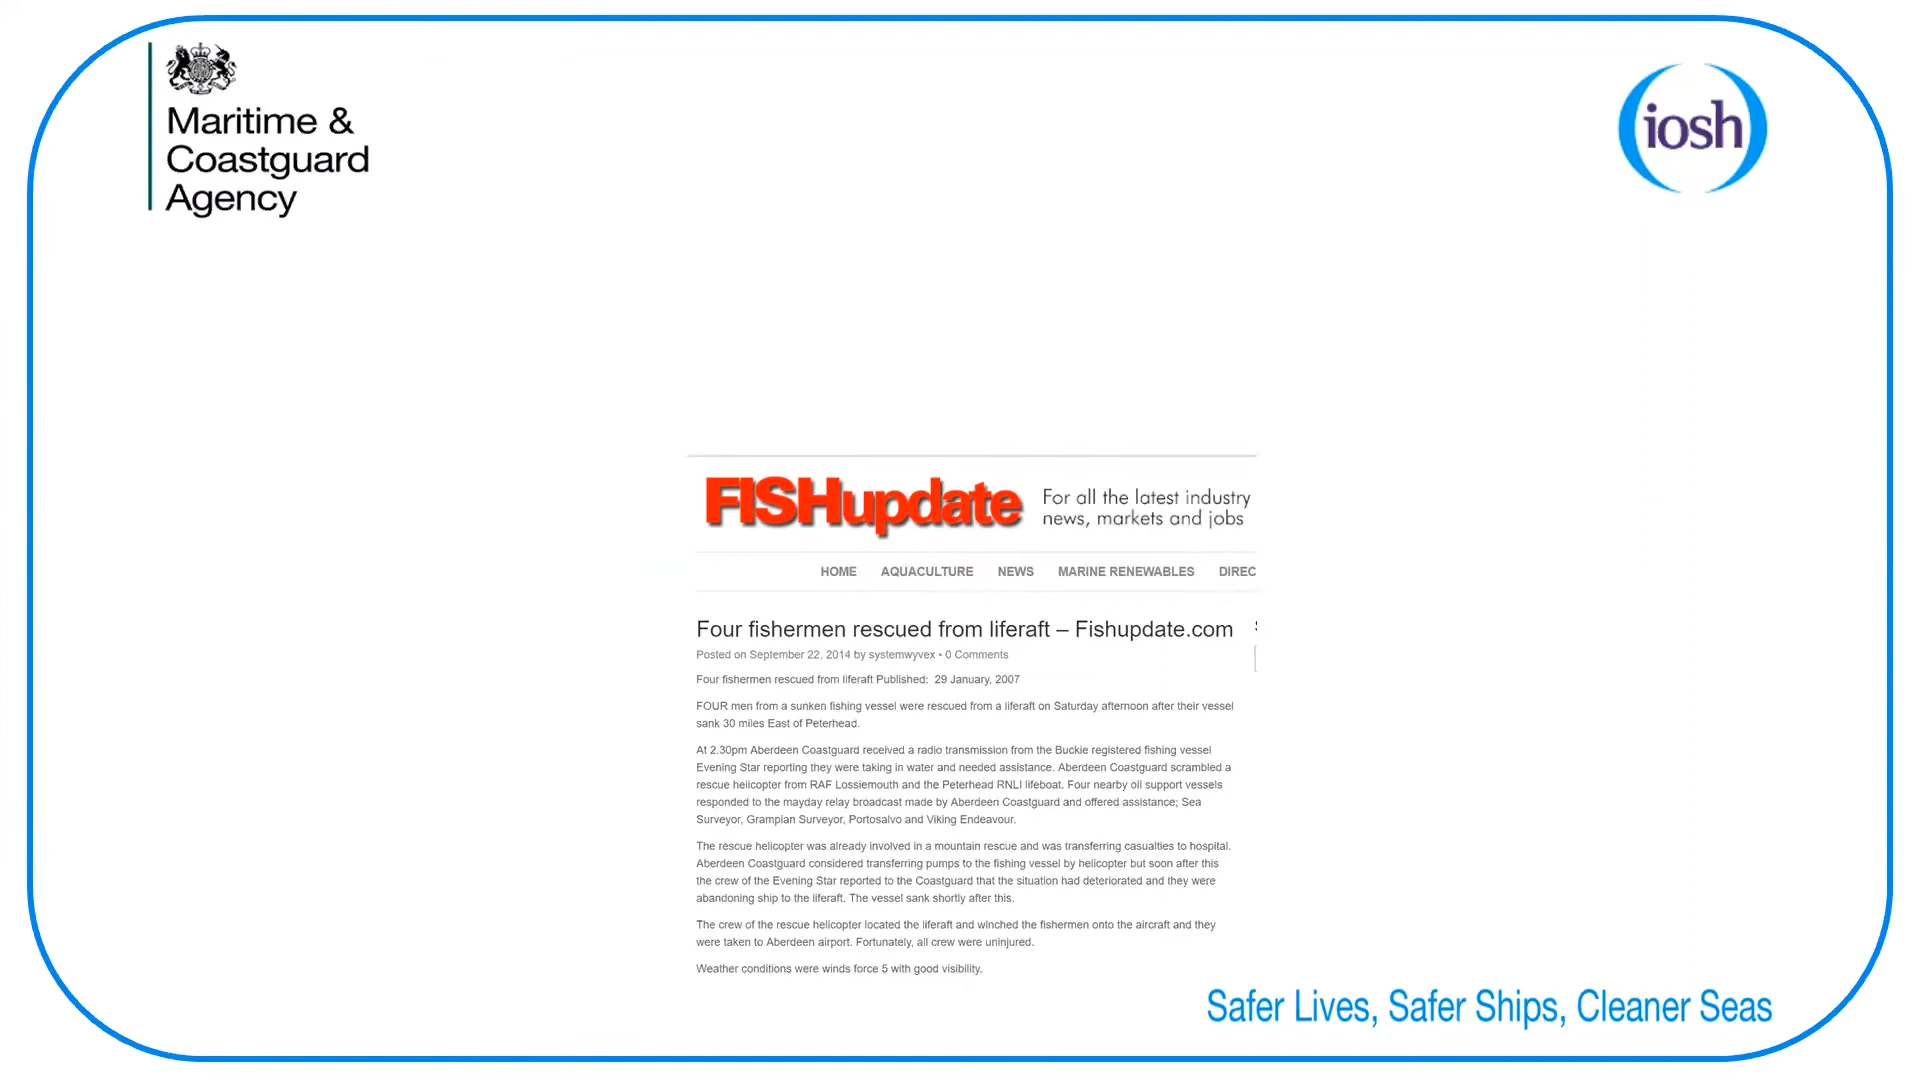 Maritime &
Coastguard
Agency
iosh
FISHupdate
For all the latest industry
news, markets and jobs
HOME AQUACULTURE NEWS MARINE RENEWABLES DIREC
Four fishermen rescued from liferaft – Fishupdate.com
Posted on September 22, 2014 by systemwyvex • 0 Comments
Four fishermen rescued from liferaft Published: 29 January, 2007
FOUR men from a sunken fishing vessel were rescued from a liferaft on Saturday afternoon after their vessel
sank 30 miles East of Peterhead.
At 2.30pm Aberdeen Coastguard received a radio transmission from the Buckie registered fishing vessel
Evening Star reporting they were taking in water and needed assistance. Aberdeen Coastguard scrambled a
rescue helicopter from RAF Lossiemouth and the Peterhead RNLI lifeboat. Four nearby oil support vessels
responded to the mayday relay broadcast made by Aberdeen Coastguard and offered assistance; Sea
Surveyor, Grampian Surveyor, Portosalvo and Viking Endeavour.
The rescue helicopter was already involved in a mountain rescue and was transferring casualties to hospital.
Aberdeen Coastguard considered transferring pumps to the fishing vessel by helicopter but soon after this
the crew of the Evening Star reported to the Coastguard that the situation had deteriorated and they were
abandoning ship to the liferaft. The vessel sank shortly after this.
The crew of the rescue helicopter located the liferaft and winched the fishermen onto the aircraft and they
were taken to Aberdeen airport. Fortunately, all crew were uninjured.
Weather conditions were winds force 5 with good visibility.
Safer Lives, Safer Ships, Cleaner Seas